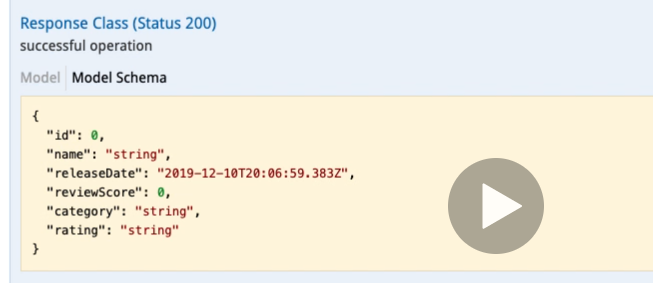 Response Class (Status 200)
successful operation
Model Model Schema
{
"id": 0,
"name": "string",
"releaseDate": "2019-12-10T20:06:59.383Z",
"reviewScore": 0,
"category": "string",
"rating": "string"
}